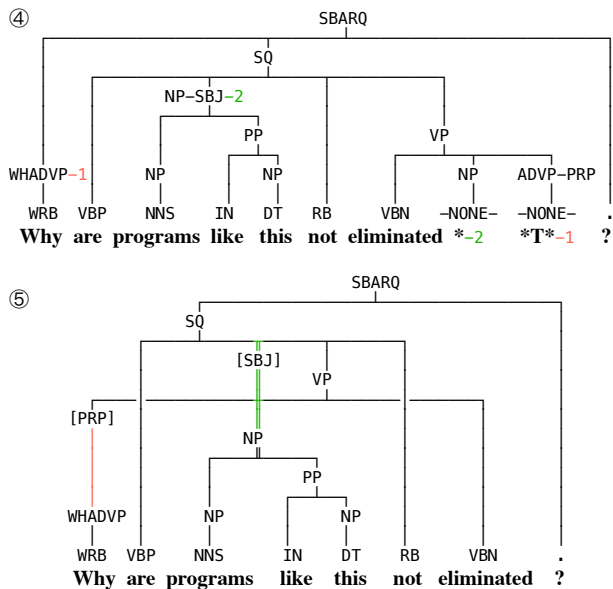 ④
SBARQ
SQ
NP−SBJ−2
PP VP
WHADVP−1 NP NP NP ADVP−PRP
WRB VBP NNS IN DT RB VBN −NONE− −NONE− .
Why are programs like this not eliminated *−2 *T*−1 ?
⑤
SBARQ
SQ
[SBJ]
VP
[PRP]
NP
PP
WHADVP NP NP
WRB VBP NNS IN DT RB VBN .
Why are programs like this not eliminated ?